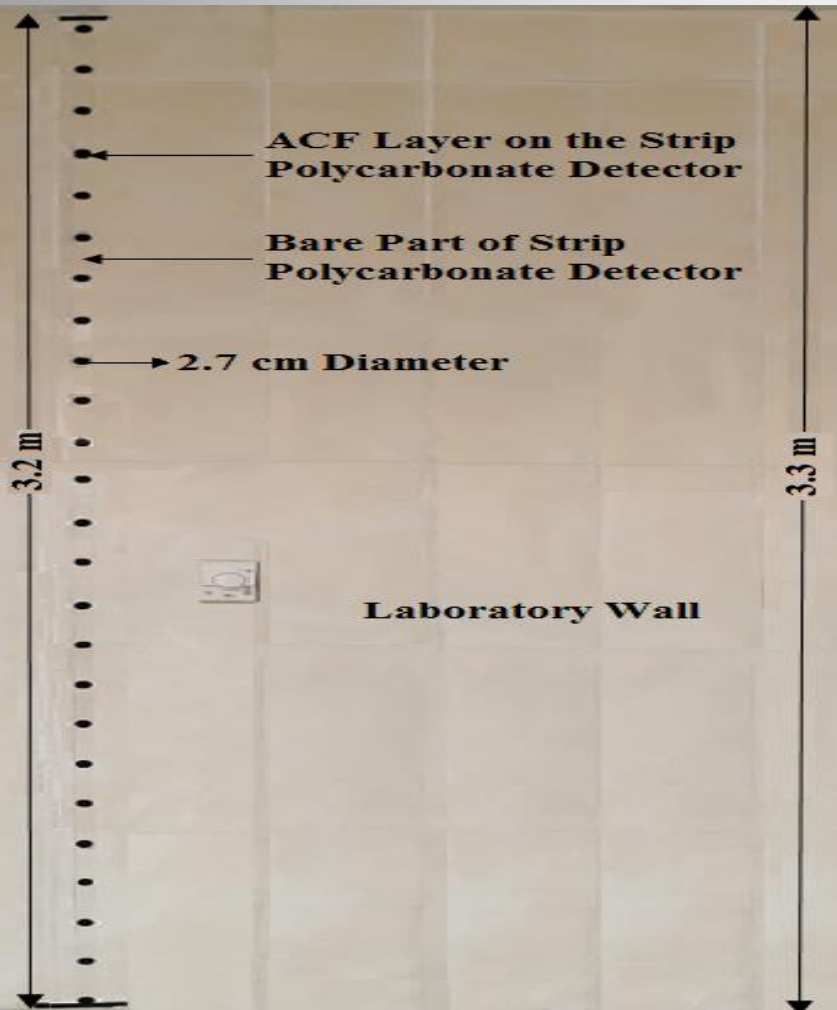 ACF Layer on the Strip
Polycarbonate Detector
Bare Part of Strip
Polycarbonate Detector
2.7 cm Diameter
3.2 m
3.3 m
Laboratory Wall